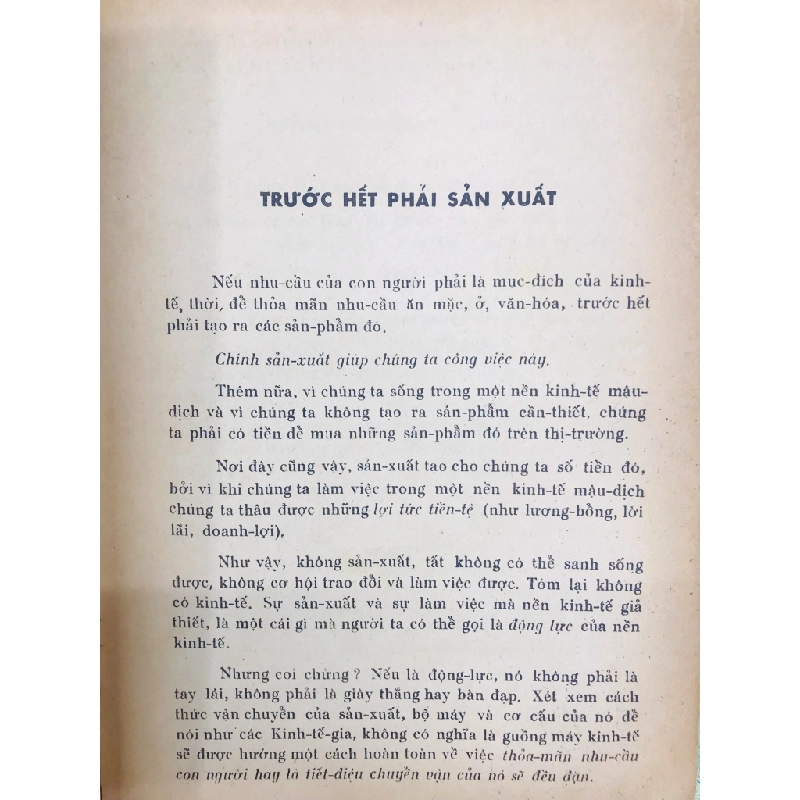 TRƯỚC HẾT PHẢI SẢN XUẤT
Nếu nhu-cầu của con người phải là mục-đích của kinh-
tế, thời, để thỏa mãn nhu-cầu ăn mặc, ở, văn-hóa, trước hết
phải tạo ra các sản-phẩm đo.
Chính sản-xuất giúp chúng ta công việc này.
Thêm nữa, vì chúng ta sống trong một nền kinh-tế mậu-
dịch và vì chúng ta không tạo ra sản-phẩm cần-thiết, chúng
ta phải có tiền để mua những sản-phẩm đó trên thị-trường.
Nơi đây cũng vậy, sản-xuất tạo cho chúng ta số tiền đó,
bởi vì khi chúng ta làm việc trong một nền kinh-tế mậu-dịch
chúng ta thâu được những lợi tức tiền-tệ (như lương-bổng, lời
lãi, doanh-lợi).
Như vậy, không sản-xuất, tất không có thể sanh sống
được, không cơ hội trao đổi và làm việc được. Tóm lại không
có kinh-tế. Sự sản-xuất và sự làm việc mà nền kinh-tế giả
thiết, là một cái gì mà người ta có thể gọi là động lực của nền
kinh-tế.
Nhưng coi chừng ? Nếu là động-lực, nó không phải là
tay lái, không phải là giây thắng hay bàn đạp. Xét xem cách
thức vận chuyển của sản-xuất, bộ máy và cơ cấu của nó để
nói như các Kinh-tế-gia, không có nghĩa là guồng máy kinh-tế
sẽ được hướng một cách hoàn toàn về việc thỏa-mãn nhu-cầu
con người hay là tiết-điệu chuyển vận của nó sẽ đều đặn.